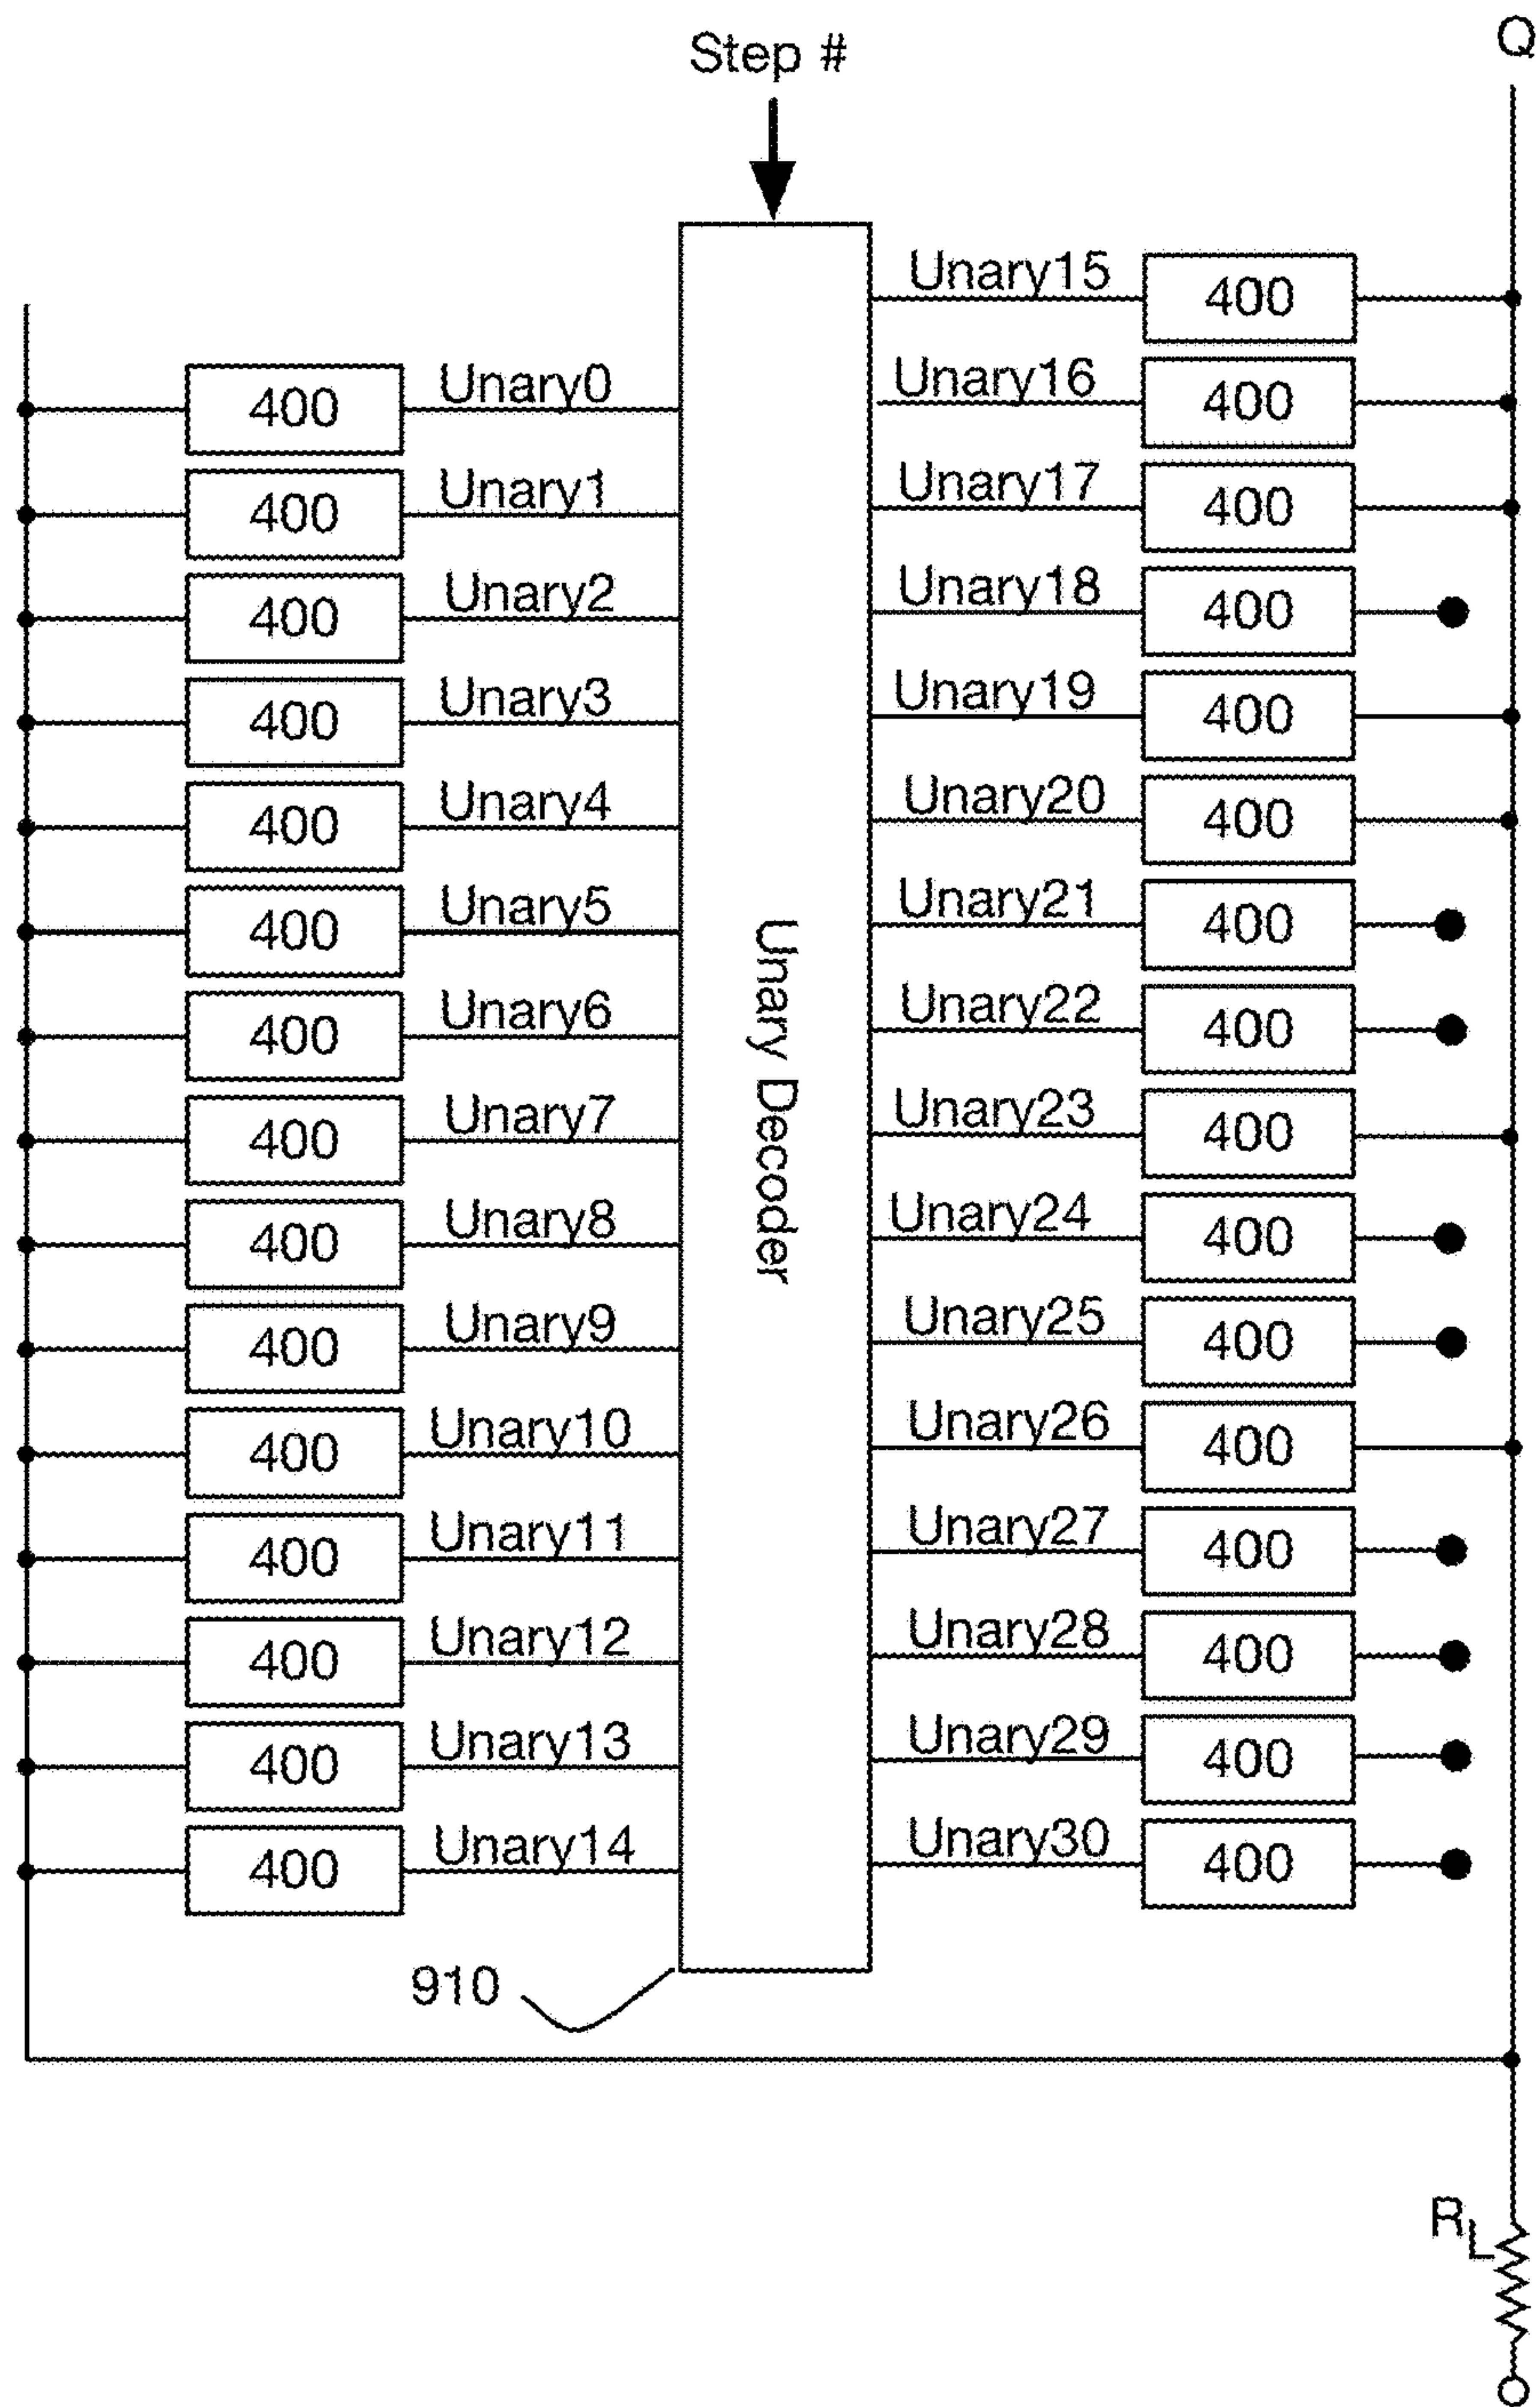 Step #
Q
Unary15 400
400 Unary0
Unary16 400
400 Unary1
Unary17 400
400 Unary2
Unary18 400
400 Unary3
Unary19 400
400 Unary4
Unary20 400
400 Unary5
Unary21 400
400 Unary6
Unary22 400
400 Unary7
Unary23 400
400 Unary8
Unary24 400
400 Unary9
Unary25 400
400 Unary10
Unary26 400
400 Unary11
Unary27 400
400 Unary12
Unary28 400
400 Unary13
Unary29 400
400 Unary14
Unary30 400
Unary Decoder
910
RL